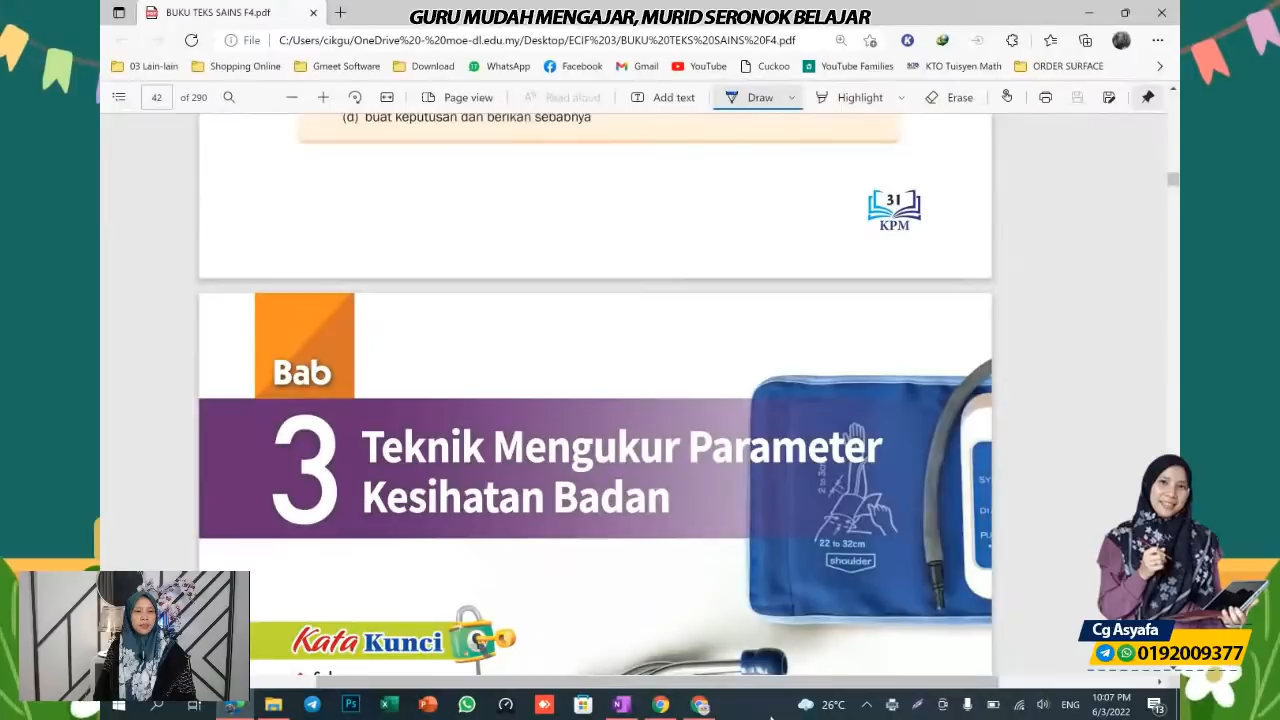 GURU MUDAH MENGAJAR, MURID SERONOK BELAJAR
BUKU TEKS SAINS F4.pdf
File
C:/Users/cikgu/OneDrive%20-%20moe-dl.edu.my/Desktop/ECIF%203/BUKU%20TEKS%20SAINS%20F4.pdf
03 Lain-lain Shopping Online Gmeet Software Download WhatsApp Facebook Gmail YouTube Cuckoo YouTube Families KTO Tuisyen Math ORDER SURFACE
42 of 290 Page view Read aloud Add text Draw Highlight Erase
(d) buat keputusan dan berikan sebabnya
31
KPM
Bab
3
Teknik Mengukur Parameter
Kesihatan Badan
2 to 3cm
22 to 32cm
shoulder
Kata Kunci
Cg Asyafa
0192009377
26°C ENG
10:07 PM
6/3/2022
13